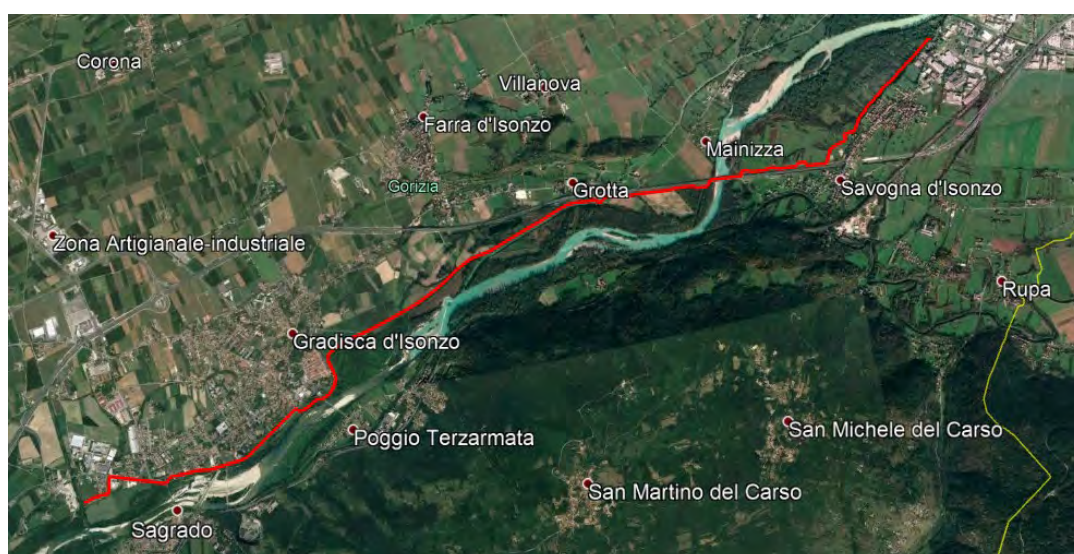 Corona
Villanova
Farra d'Isonzo
Mainizza
Gorizia
Grotta
Savogna d'Isonzo
Zona Artigianale-industriale
Rupa
Gradisca d'Isonzo
San Michele del Carso
Poggio Terzarmata
San Martino del Carso
Sagrado